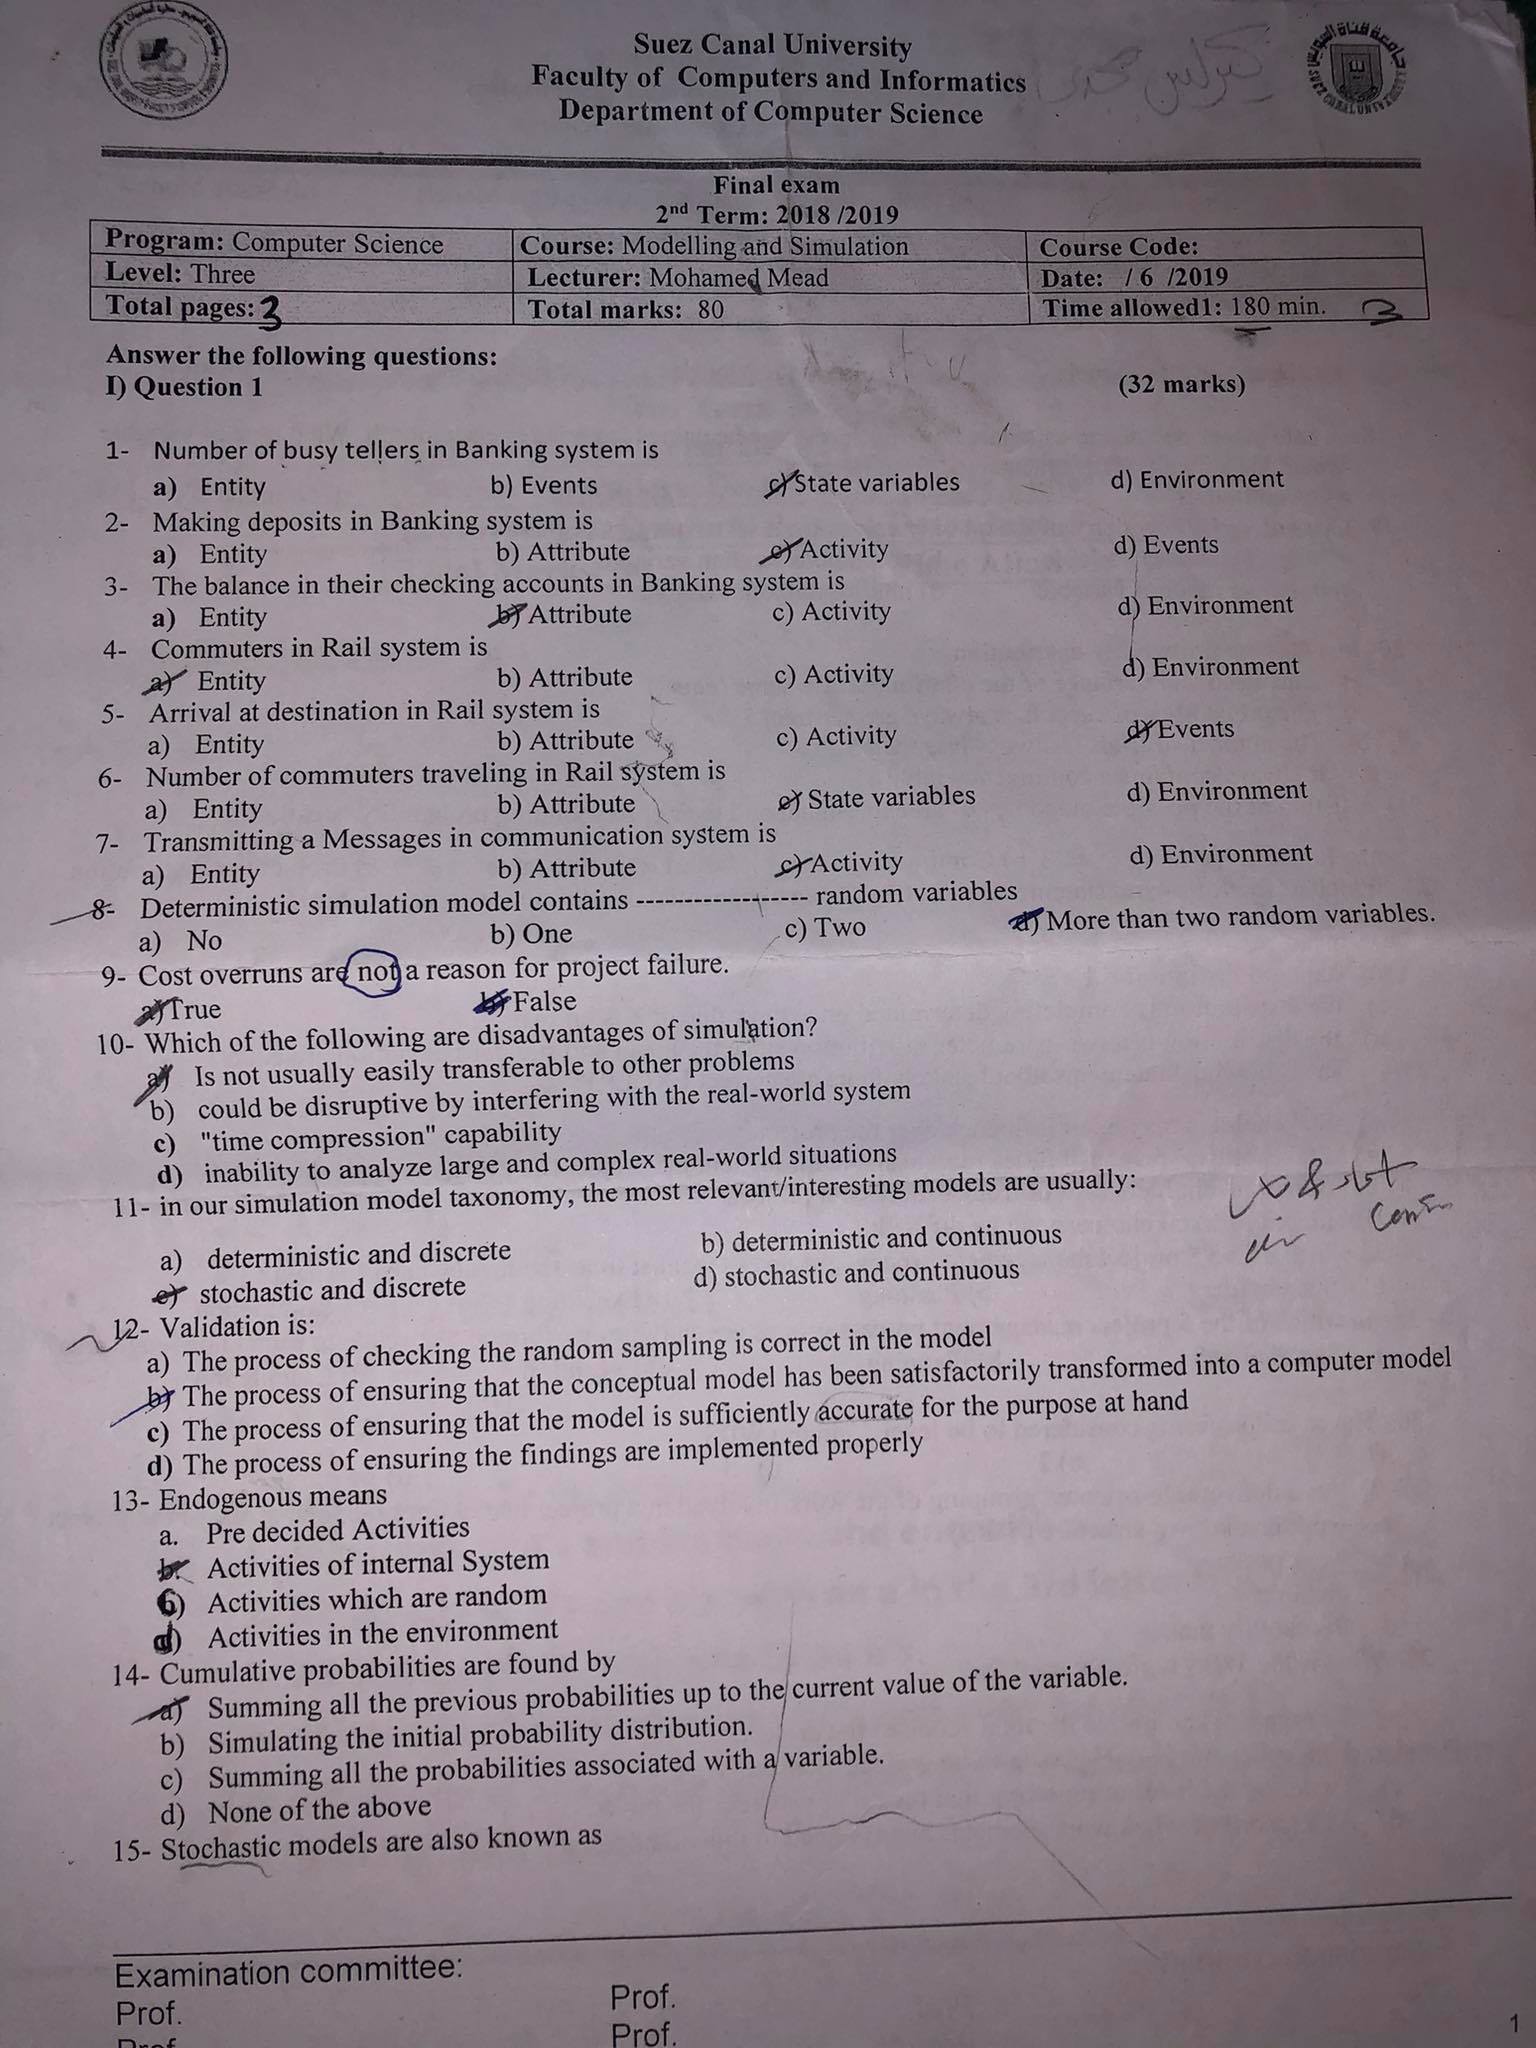 Suez Canal University
Faculty of Computers and Informatics
Department of Computer Science
Final exam
2nd Term: 2018 /2019
Program: Computer Science Course: Modelling and Simulation Course Code:
Level: Three Lecturer: Mohamed Mead Date: / 6 /2019
Total pages: 3 Total marks: 80 Time allowed1: 180 min. 3
Answer the following questions:
I) Question 1 (32 marks)
1- Number of busy tellers in Banking system is
a) Entity b) Events c) State variables d) Environment
2- Making deposits in Banking system is
a) Entity b) Attribute c) Activity d) Events
3- The balance in their checking accounts in Banking system is
a) Entity b) Attribute c) Activity d) Environment
4- Commuters in Rail system is
a) Entity b) Attribute c) Activity d) Environment
5- Arrival at destination in Rail system is
a) Entity b) Attribute c) Activity d) Events
6- Number of commuters traveling in Rail system is
a) Entity b) Attribute c) State variables d) Environment
7- Transmitting a Messages in communication system is
a) Entity b) Attribute c) Activity d) Environment
8- Deterministic simulation model contains ------------------ random variables
a) No b) One c) Two d) More than two random variables.
9- Cost overruns are not a reason for project failure.
a) True b) False
10- Which of the following are disadvantages of simulation?
a) Is not usually easily transferable to other problems
b) could be disruptive by interfering with the real-world system
c) "time compression" capability
d) inability to analyze large and complex real-world situations
11- in our simulation model taxonomy, the most relevant/interesting models are usually:
a) deterministic and discrete b) deterministic and continuous
c) stochastic and discrete d) stochastic and continuous
12- Validation is:
a) The process of checking the random sampling is correct in the model
b) The process of ensuring that the conceptual model has been satisfactorily transformed into a computer model
c) The process of ensuring that the model is sufficiently accurate for the purpose at hand
d) The process of ensuring the findings are implemented properly
13- Endogenous means
a. Pre decided Activities
b. Activities of internal System
c) Activities which are random
d) Activities in the environment
14- Cumulative probabilities are found by
a) Summing all the previous probabilities up to the current value of the variable.
b) Simulating the initial probability distribution.
c) Summing all the probabilities associated with a variable.
d) None of the above
15- Stochastic models are also known as
Examination committee:
Prof. Prof.
Prof. Prof.
1